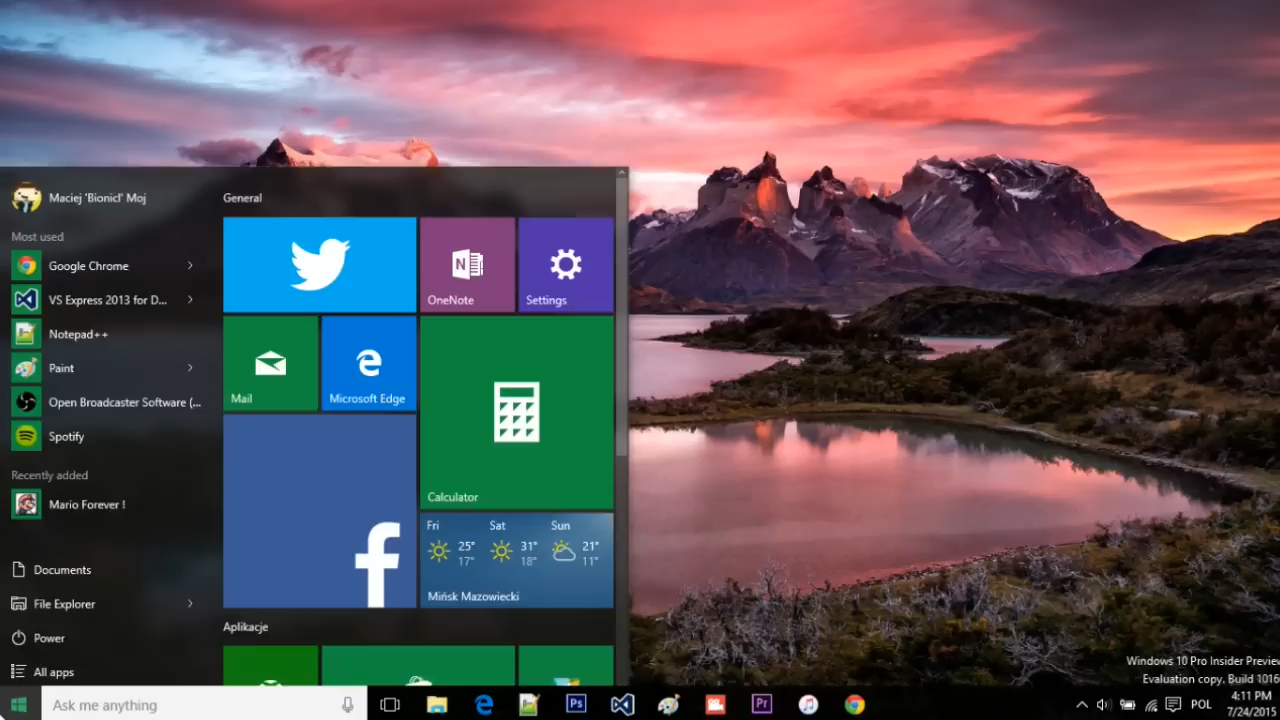 Maciej 'Bionicl' Moj
Most used
Google Chrome
VS Express 2013 for D...
Notepad++
Paint
Open Broadcaster Software (...
Spotify
Recently added
Mario Forever !
Documents
File Explorer
Power
All apps
General
OneNote
Settings
Mail
Microsoft Edge
Calculator
Fri Sat Sun
25° 31° 21°
17° 18° 11°
Mińsk Mazowiecki
Aplikacje
Windows 10 Pro Insider Preview
Evaluation copy. Build 1016
Ask me anything
Ps
Pr
POL
4:11 PM
7/24/2015